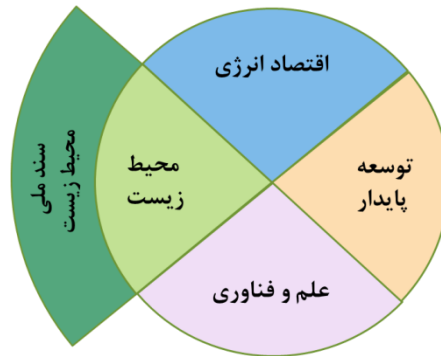 اقتصاد انرژی
توسعه
پایدار
محیط
زیست
سند ملی
محیط زیست
علم و فناوری